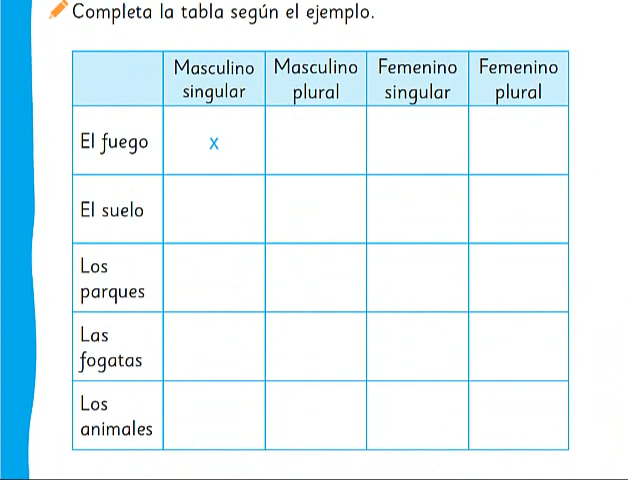 Completa la tabla según el ejemplo.
Masculino singular Masculino plural Femenino singular Femenino plural
El fuego x
El suelo
Los
parques
Las
fogatas
Los
animales